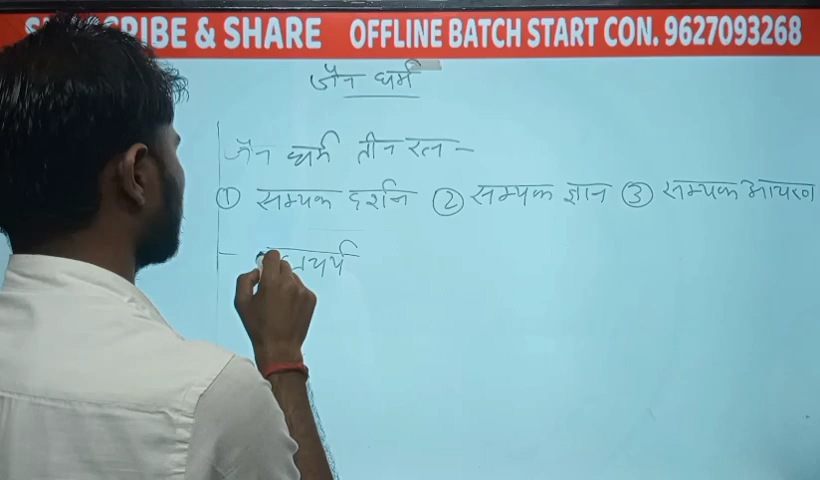 SUBSCRIBE & SHARE OFFLINE BATCH START CON. 9627093268
जैन धर्म
जैन धर्म तीन रत्न -
① सम्यक दर्शन ② सम्यक ज्ञान ③ सम्यक आचरण
-